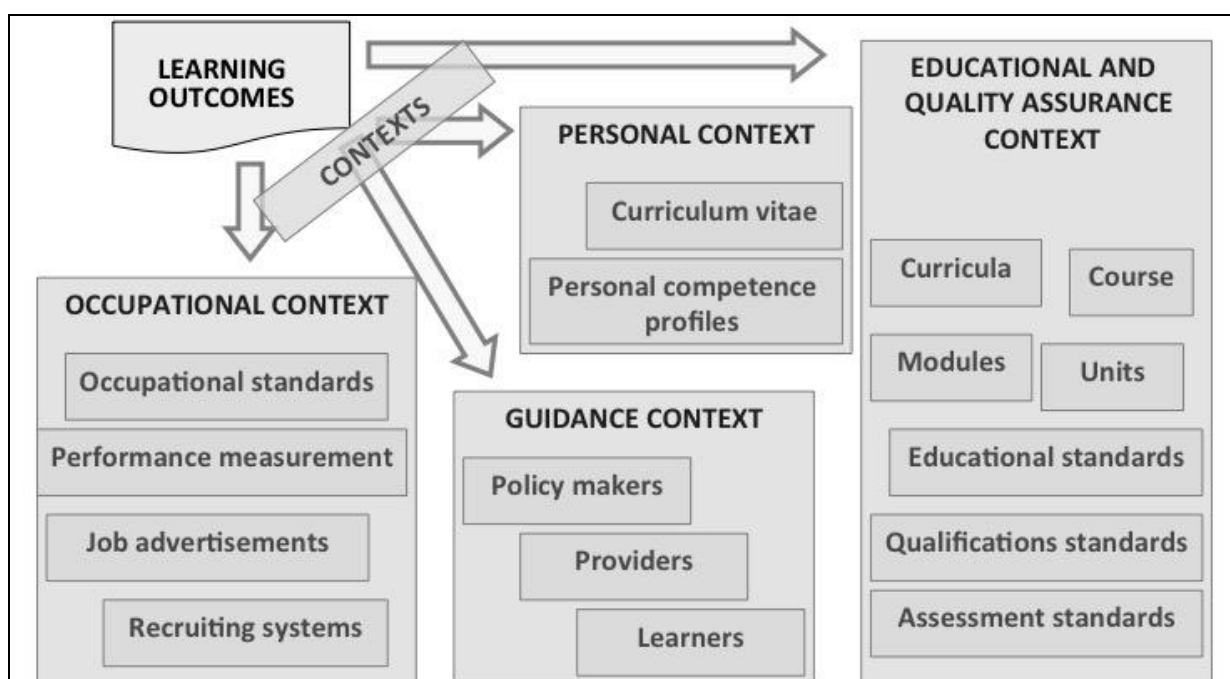 LEARNING
OUTCOMES
CONTEXTS
EDUCATIONAL AND
QUALITY ASSURANCE
CONTEXT
Curricula
Course
Modules
Units
Educational standards
Qualifications standards
Assessment standards
PERSONAL CONTEXT
Curriculum vitae
Personal competence
profiles
OCCUPATIONAL CONTEXT
Occupational standards
Performance measurement
Job advertisements
Recruiting systems
GUIDANCE CONTEXT
Policy makers
Providers
Learners